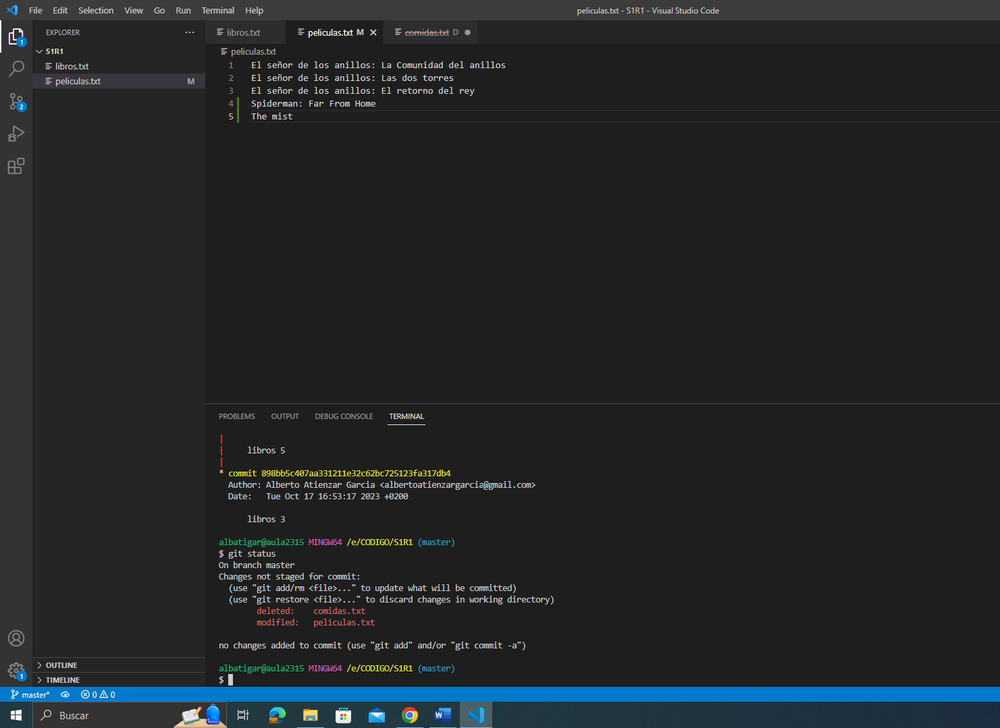 File Edit Selection View Go Run Terminal Help
peliculas.txt - S1R1 - Visual Studio Code
EXPLORER
S1R1
libros.txt
peliculas.txt M
OUTLINE
TIMELINE
1
2
1
libros.txt
peliculas.txt M
comidas.txt D
peliculas.txt
1 El señor de los anillos: La Comunidad del anillos
2 El señor de los anillos: Las dos torres
3 El señor de los anillos: El retorno del rey
4 Spiderman: Far From Home
5 The mist
PROBLEMS OUTPUT DEBUG CONSOLE TERMINAL
|
| libros 5
|
* commit 898bb5c407aa331211e32c62bc725123fa317db4
Author: Alberto Atienzar Garcia <albertoatienzargarcia@gmail.com>
Date: Tue Oct 17 16:53:17 2023 +0200
libros 3
albatigar@aula2315 MINGW64 /e/CODIGO/S1R1 (master)
$ git status
On branch master
Changes not staged for commit:
(use "git add/rm <file>..." to update what will be committed)
(use "git restore <file>..." to discard changes in working directory)
deleted: comidas.txt
modified: peliculas.txt
no changes added to commit (use "git add" and/or "git commit -a")
albatigar@aula2315 MINGW64 /e/CODIGO/S1R1 (master)
$
master* 0 0
Buscar